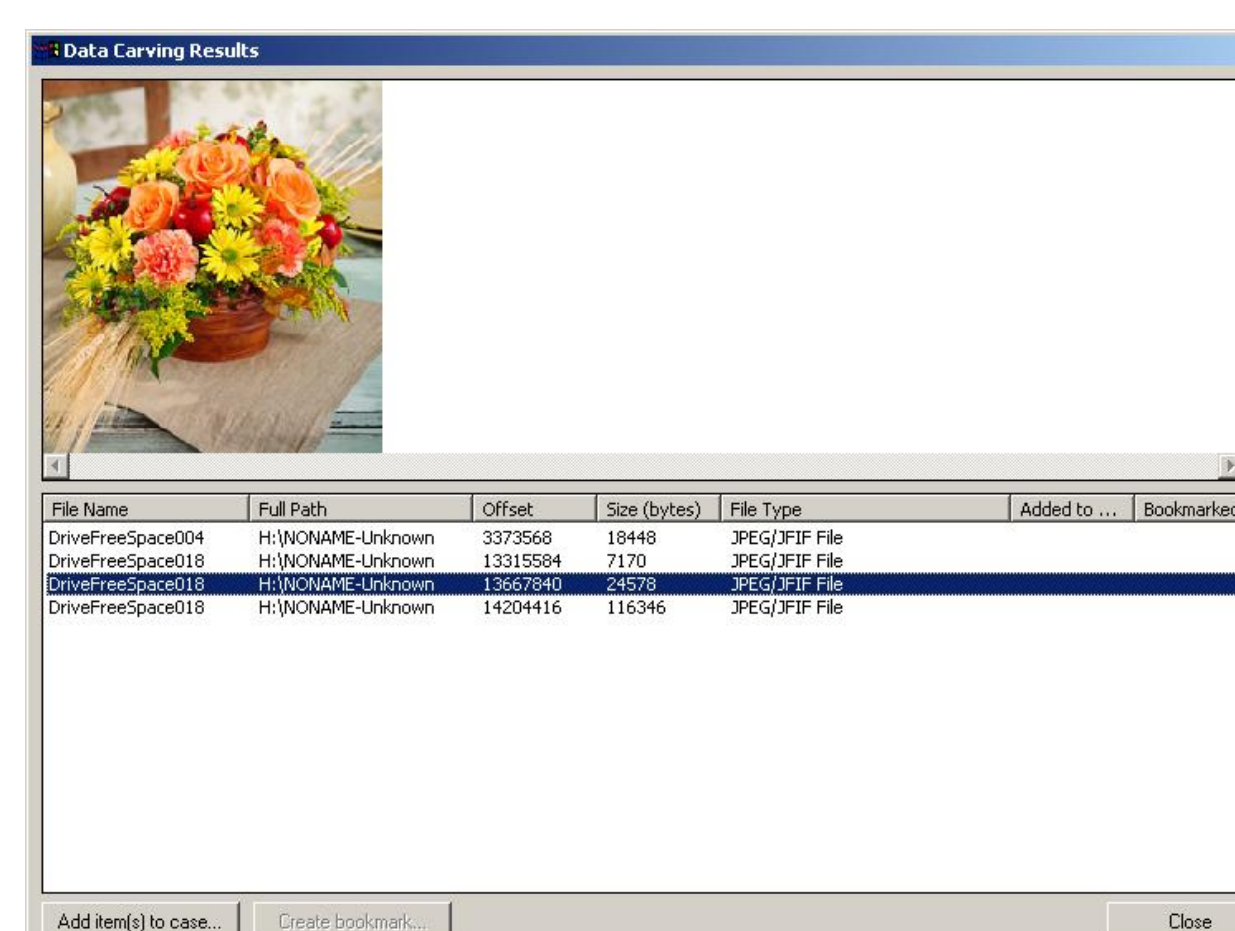 Data Carving Results
File Name Full Path Offset Size (bytes) File Type Added to ... Bookmarked
DriveFreeSpace004 H:\NONAME-Unknown 3373568 18448 JPEG/JFIF File
DriveFreeSpace018 H:\NONAME-Unknown 13315584 7170 JPEG/JFIF File
DriveFreeSpace018 H:\NONAME-Unknown 13667840 24578 JPEG/JFIF File
DriveFreeSpace018 H:\NONAME-Unknown 14204416 116346 JPEG/JFIF File
Add item(s) to case... Create bookmark... Close